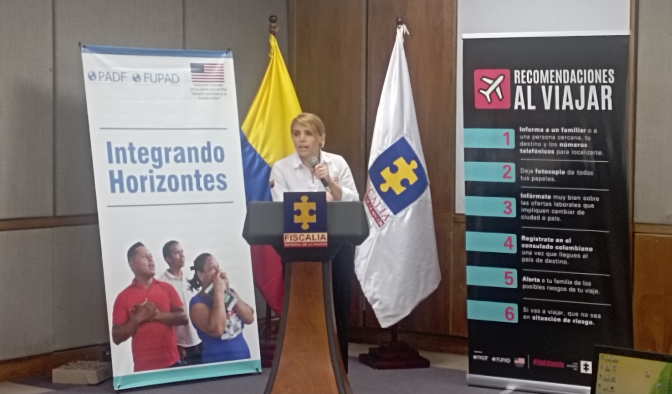 PADF FUPAD
Integrando
Horizontes
FISCALIA
RECOMENDACIONES
AL VIAJAR
1
Informa a un familiar o a
una persona cercana, tu
destino y los números
telefónicos para localizarte.
2
Deja fotocopia de todos
tus papeles.
3
Infórmate muy bien sobre
las ofertas laborales que
impliquen cambiar de
ciudad o país.
4
Regístrate en el
consulado colombiano
una vez que llegues al
país de destino.
5
Alerta a tu familia de los
posibles riesgos de tu viaje.
6
Si vas a viajar, que no sea
en situación de riesgo.
PADF FUPAD